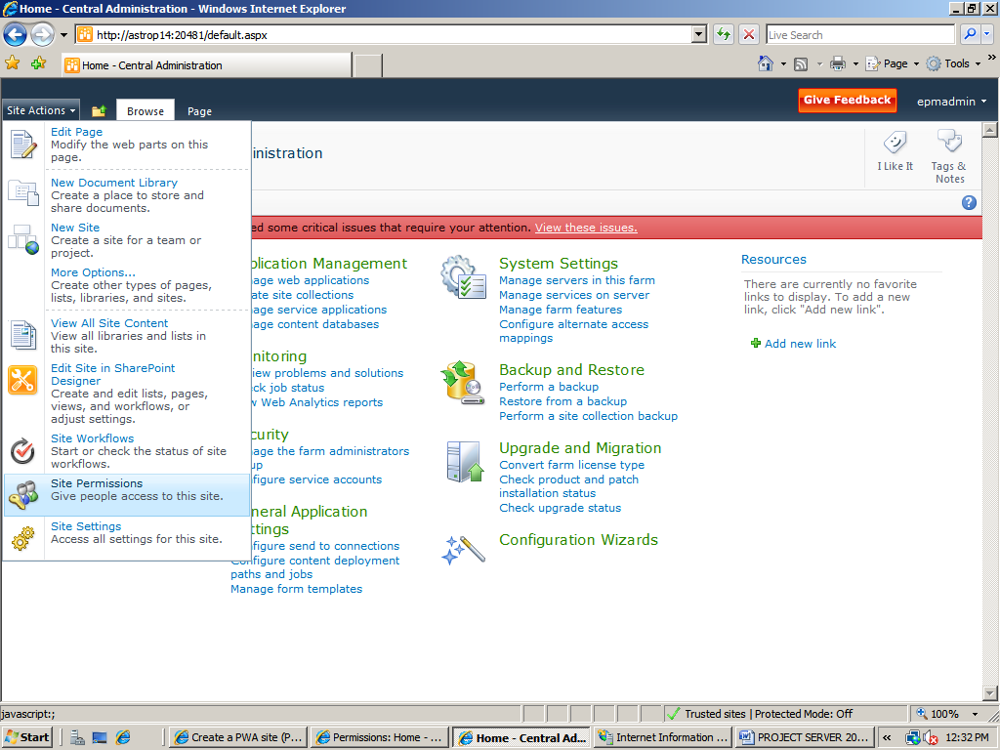 Home - Central Administration - Windows Internet Explorer
http://astrop14:20481/default.aspx
Live Search
Home - Central Administration
Page
Tools
Site Actions
Browse
Page
Give Feedback
epmadmin
Edit Page
Modify the web parts on this
page.
New Document Library
Create a place to store and
share documents.
New Site
Create a site for a team or
project.
More Options...
Create other types of pages,
lists, libraries, and sites.
View All Site Content
View all libraries and lists in
this site.
Edit Site in SharePoint
Designer
Create and edit lists, pages,
views, and workflows, or
adjust settings.
Site Workflows
Start or check the status of site
workflows.
Site Permissions
Give people access to this site.
Site Settings
Access all settings for this site.
inistration
I Like It
Tags &
Notes
ed some critical issues that require your attention. View these issues.
plication Management
nage web applications
ate site collections
nage service applications
nage content databases
nitoring
iew problems and solutions
ck job status
w Web Analytics reports
curity
nage the farm administrators
up
nfigure service accounts
neral Application
ttings
nfigure send to connections
Configure content deployment
paths and jobs
Manage form templates
System Settings
Manage servers in this farm
Manage services on server
Manage farm features
Configure alternate access
mappings
Backup and Restore
Perform a backup
Restore from a backup
Perform a site collection backup
Upgrade and Migration
Convert farm license type
Check product and patch
installation status
Check upgrade status
Configuration Wizards
Resources
There are currently no favorite
links to display. To add a new
link, click "Add new link".
Add new link
javascript:;
Trusted sites | Protected Mode: Off
100%
Start
Create a PWA site (P...
Permissions: Home - ...
Home - Central Ad...
Internet Information ...
PROJECT SERVER 20...
12:32 PM